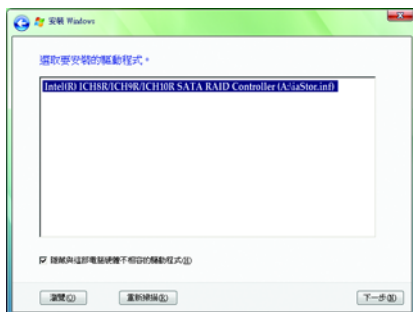 安裝 Windows
選取要安裝的驅動程式。
Intel(R) ICH8R/ICH9R/ICH10R SATA RAID Controller (A:\iaStor.inf)
隱藏與這部電腦硬體不相容的驅動程式(H)
瀏覽(O)
重新掃描(R)
下一步(N)